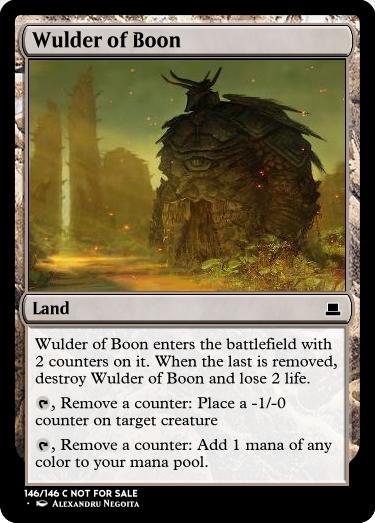 Wulder of Boon
Land
Wulder of Boon enters the battlefield with
2 counters on it. When the last is removed,
destroy Wulder of Boon and lose 2 life.
, Remove a counter: Place a -1/-0
counter on target creature
, Remove a counter: Add 1 mana of any
color to your mana pool.
146/146 C NOT FOR SALE
· Alexandru Negoita